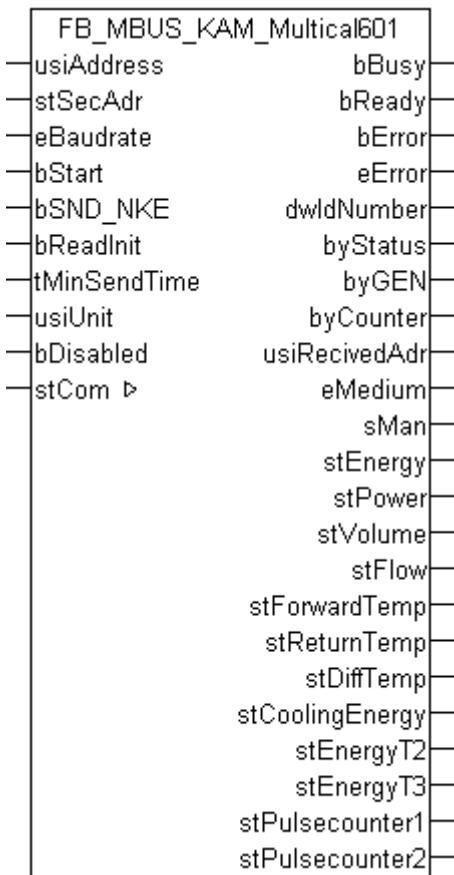 FB_MBUS_KAM_Multical601
usiAddress bBusy
stSecAdr bReady
eBaudrate bError
bStart eError
bSND_NKE dwIdNumber
bReadInit byStatus
tMinSendTime byGEN
usiUnit byCounter
bDisabled usiRecivedAdr
stCom ▷ eMedium
sMan
stEnergy
stPower
stVolume
stFlow
stForwardTemp
stReturnTemp
stDiffTemp
stCoolingEnergy
stEnergyT2
stEnergyT3
stPulsecounter1
stPulsecounter2